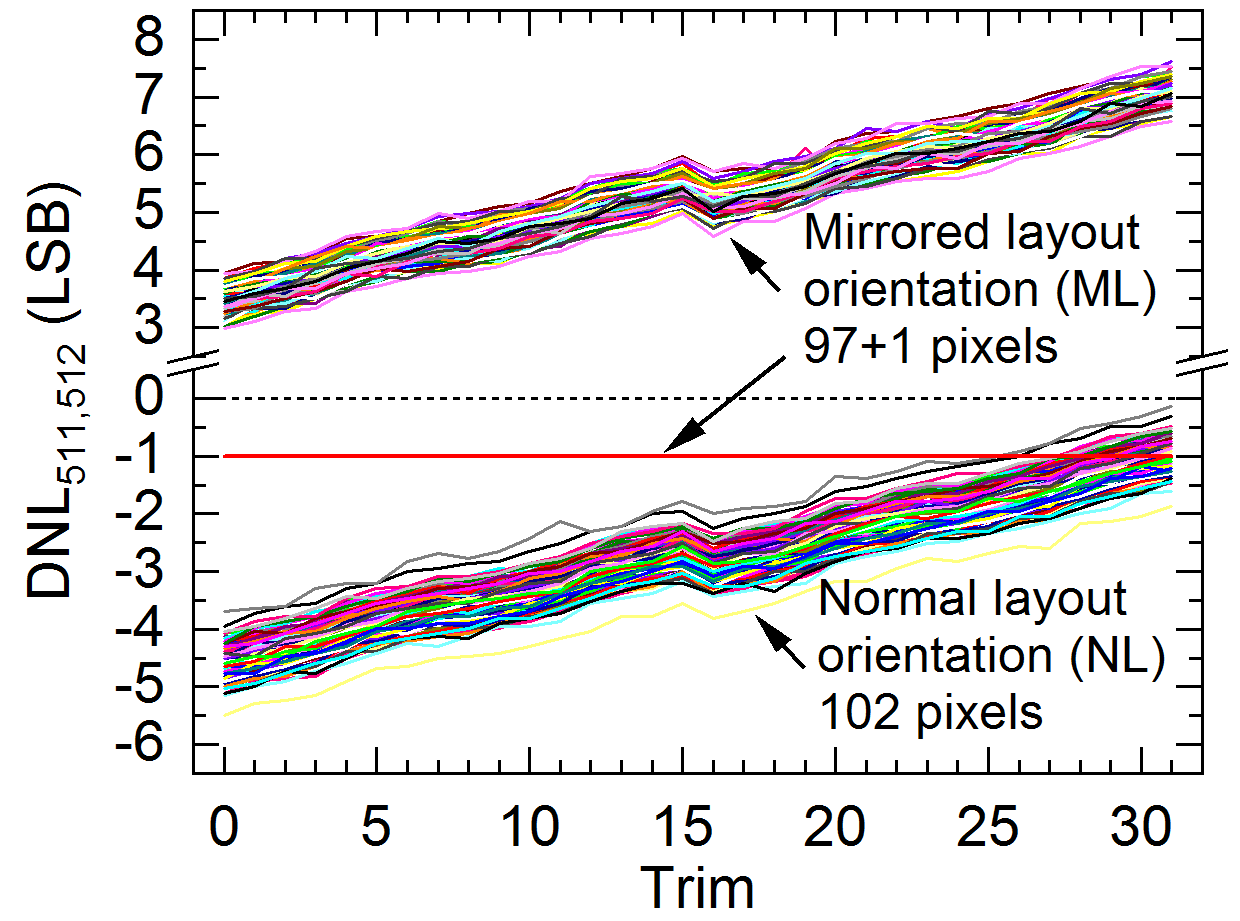 8
7
6
5
4
3
0
-1
-2
-3
-4
-5
-6
DNL511,512 (LSB)
Mirrored layout
orientation (ML)
97+1 pixels
Normal layout
orientation (NL)
102 pixels
0 5 10 15 20 25 30
Trim